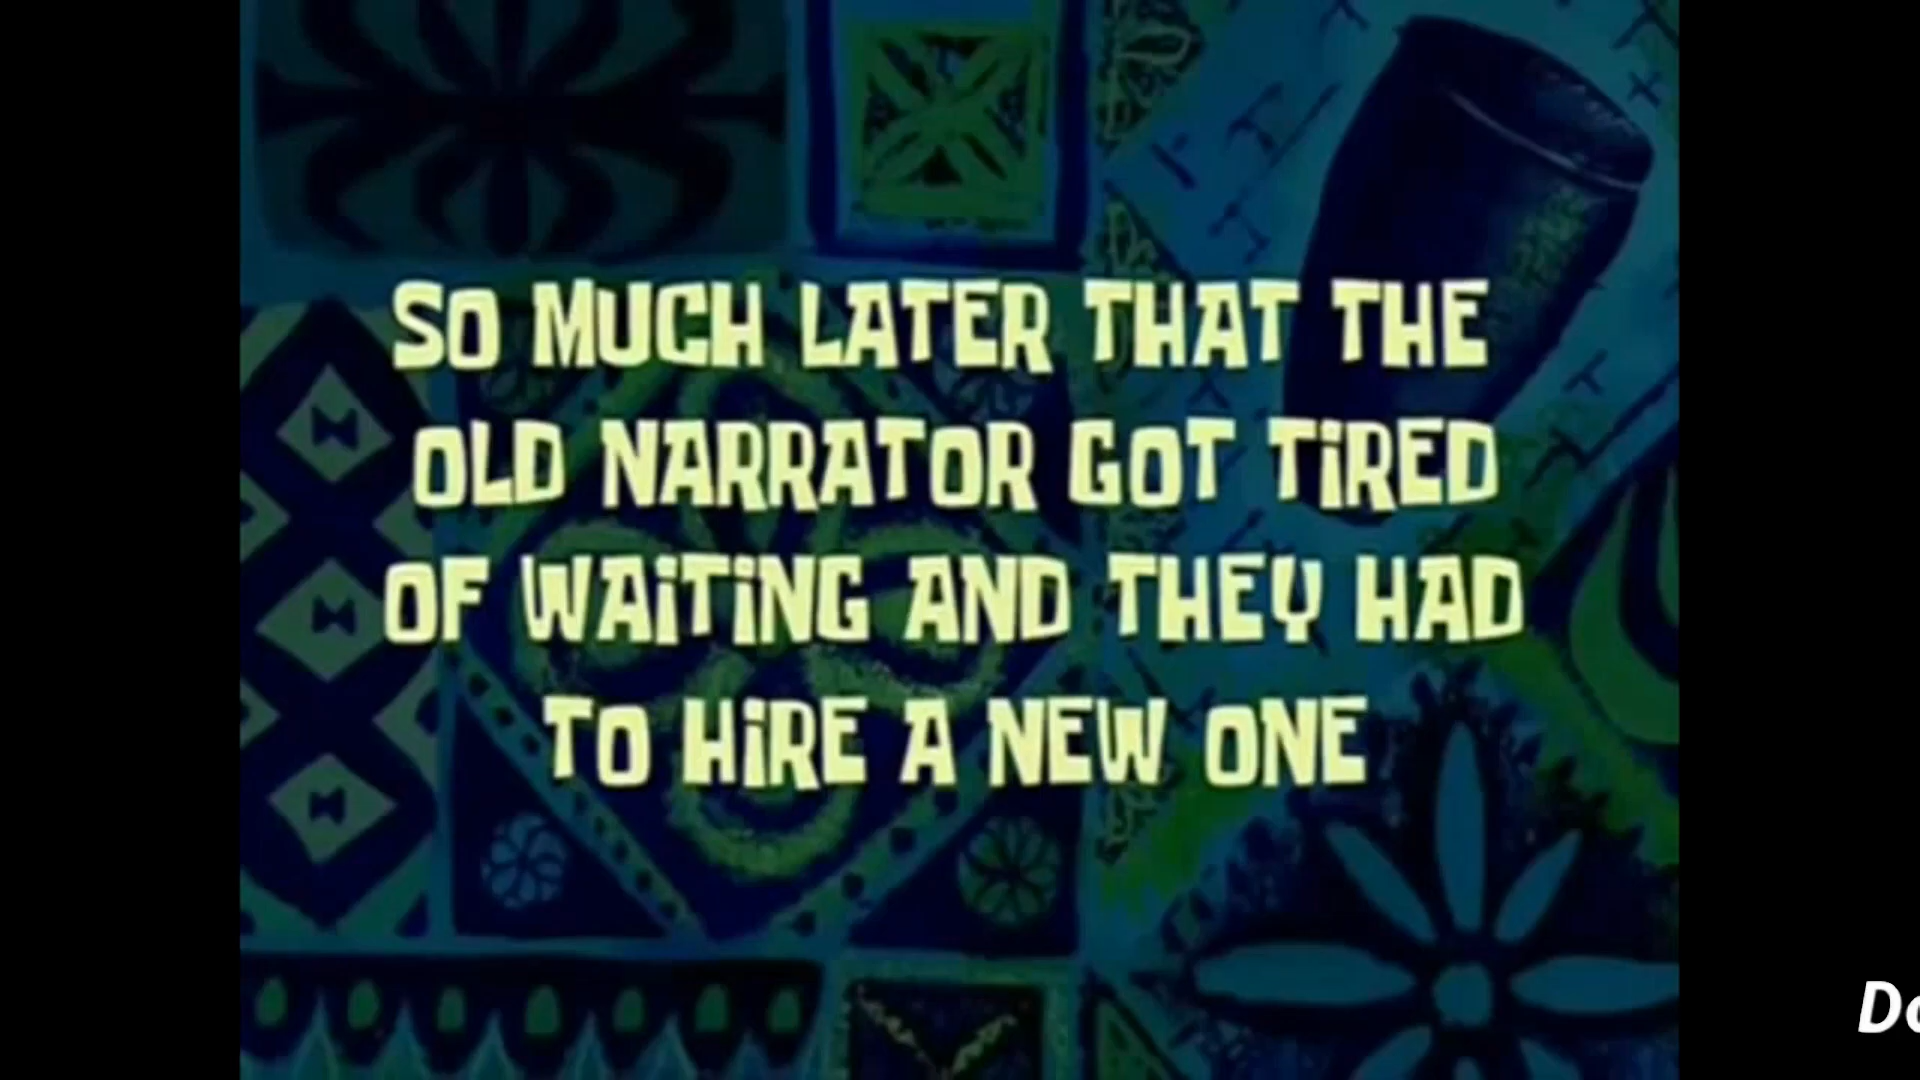 SO MUCH LATER THAT THE
OLD NARRATOR GOT TIRED
OF WAITING AND THEY HAD
TO HIRE A NEW ONE